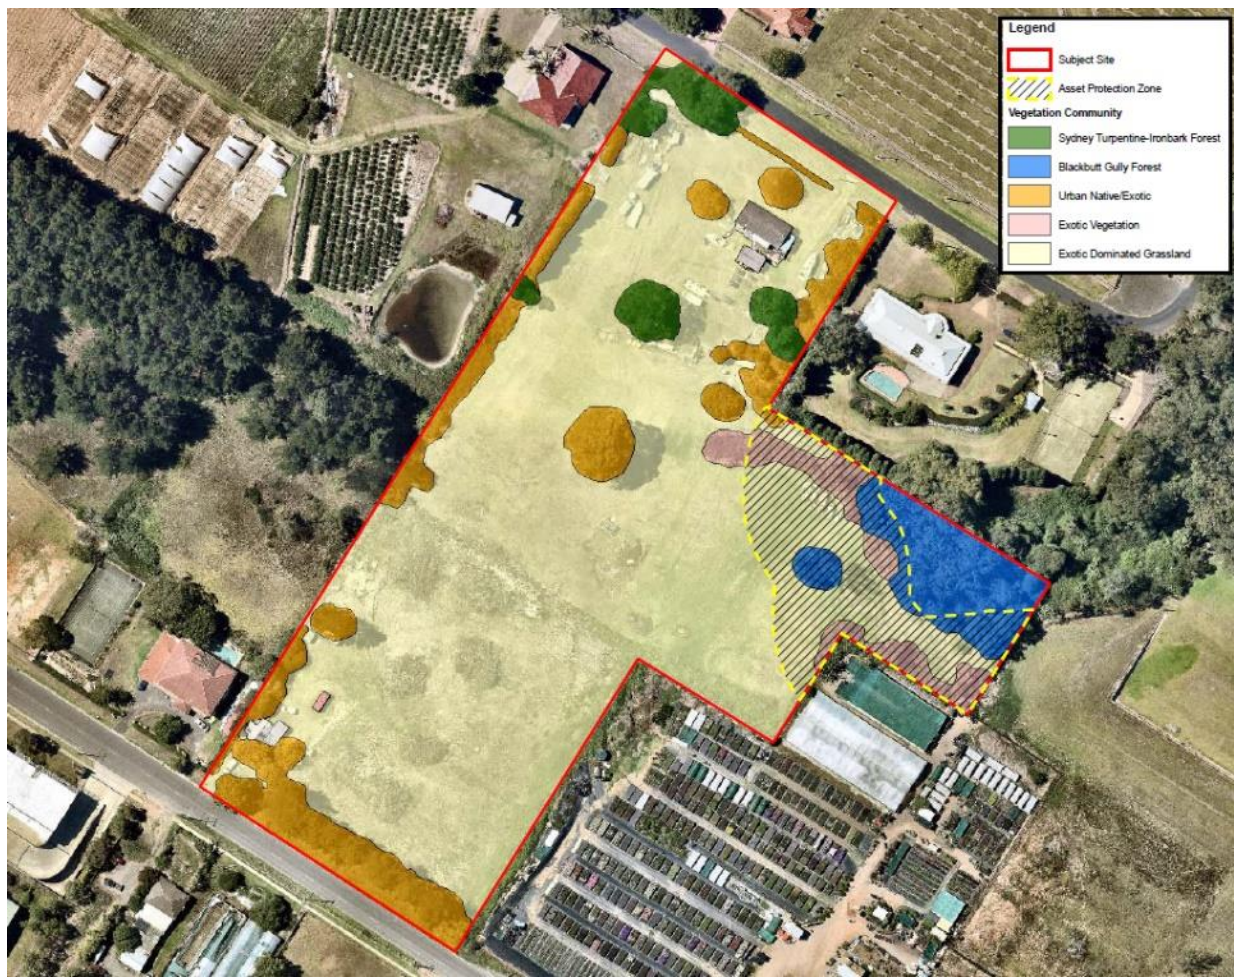 Legend
Subject Site
Asset Protection Zone
Vegetation Community
Sydney Turpentine-Ironbark Forest
Blackbutt Gully Forest
Urban Native/Exotic
Exotic Vegetation
Exotic Dominated Grassland